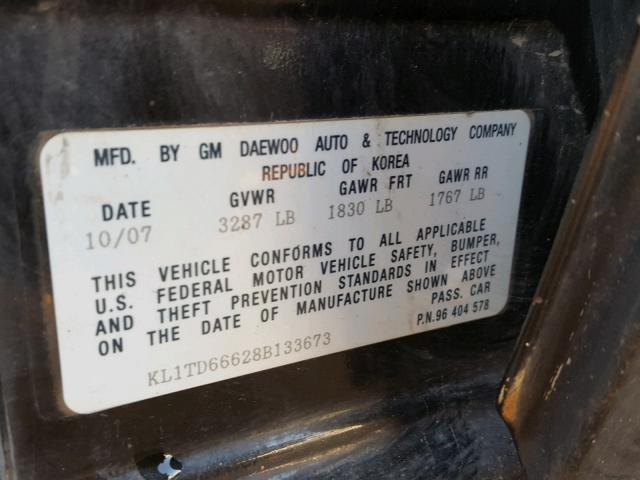 MFD. BY GM DAEWOO AUTO & TECHNOLOGY COMPANY
REPUBLIC OF KOREA
DATE GVWR GAWR FRT GAWR RR
10/07 3287 LB 1830 LB 1767 LB
THIS VEHICLE CONFORMS TO ALL APPLICABLE
U.S. FEDERAL MOTOR VEHICLE SAFETY, BUMPER,
AND THEFT PREVENTION STANDARDS IN EFFECT
ON THE DATE OF MANUFACTURE SHOWN ABOVE
PASS. CAR
P.N.96 404 578
KL1TD66628B133673